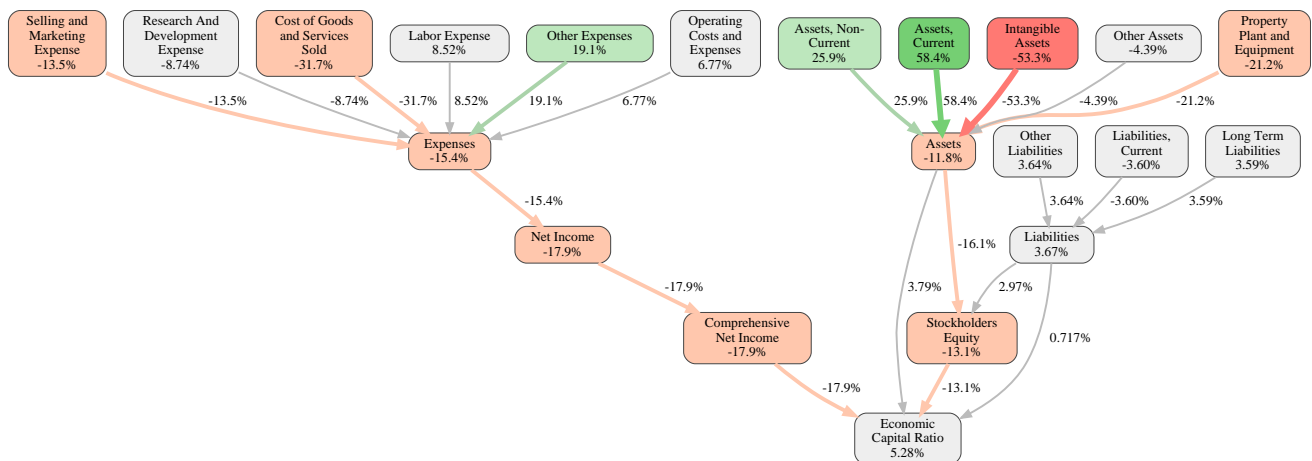 Selling and
Marketing
Expense
-13.5%
Research And
Development
Expense
-8.74%
Cost of Goods
and Services
Sold
-31.7%
Labor Expense
8.52%
Other Expenses
19.1%
Operating
Costs and
Expenses
6.77%
Assets, Non-
Current
25.9%
Assets,
Current
58.4%
Intangible
Assets
-53.3%
Other Assets
-4.39%
Property
Plant and
Equipment
-21.2%
-13.5%
-8.74%
-31.7%
8.52%
19.1%
6.77%
25.9%
58.4%
-53.3%
-4.39%
-21.2%
Expenses
-15.4%
Assets
-11.8%
Other
Liabilities
3.64%
Liabilities,
Current
-3.60%
Long Term
Liabilities
3.59%
-15.4%
3.64%
-3.60%
3.59%
Net Income
-17.9%
-16.1%
Liabilities
3.67%
-17.9%
3.79%
2.97%
Comprehensive
Net Income
-17.9%
Stockholders
Equity
-13.1%
0.717%
-17.9%
-13.1%
Economic
Capital Ratio
5.28%